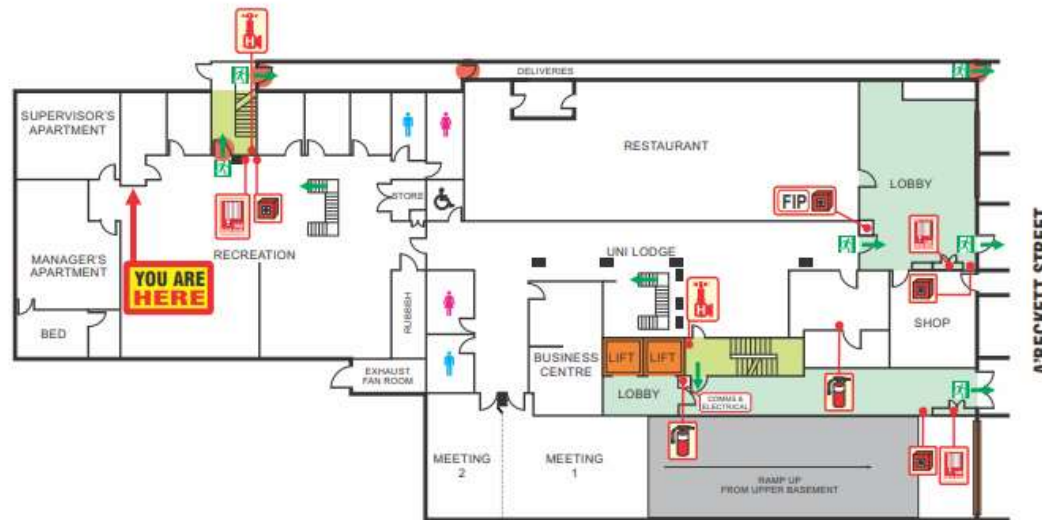 H
DELIVERIES
SUPERVISOR'S
APARTMENT
RESTAURANT
LOBBY
STORE
FIP
MANAGER'S
APARTMENT
RECREATION
UNI LODGE
YOU ARE
HERE
A'BECKETT STREET
BED
RUBBISH
H
SHOP
EXHAUST
FAN ROOM
BUSINESS
CENTRE
LIFT
LIFT
LOBBY
COMMS &
ELECTRICAL
MEETING
2
MEETING
1
RAMP UP
FROM UPPER BASEMENT